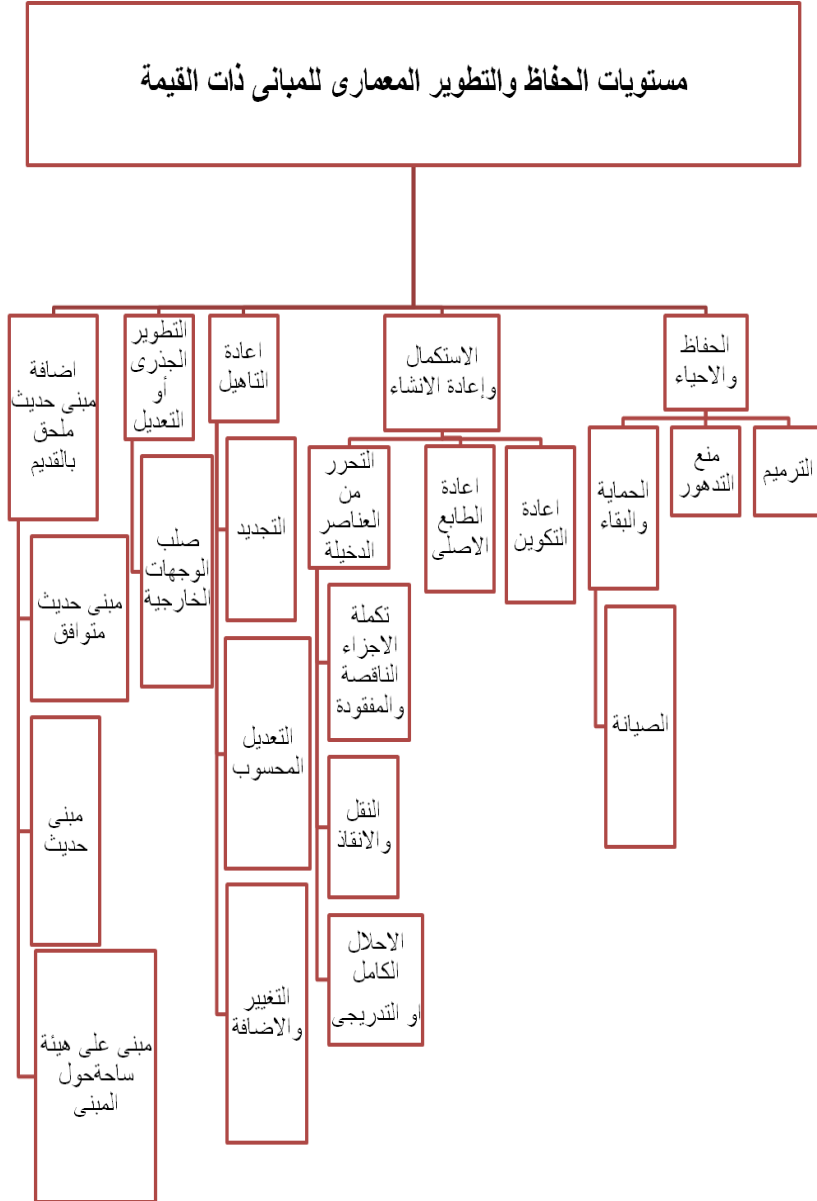 مستويات الحفاظ والتطوير المعمارى للمبانى ذات القيمة
الحفاظ
والاحياء
الترميم
منع
التدهور
الحماية
والبقاء
الصيانة
الاستكمال
وإعادة الانشاء
اعادة
التكوين
اعادة
الطابع
الاصلى
التحرر
من
العناصر
الدخيلة
تكملة
الاجزاء
الناقصة
والمفقودة
النقل
والانقاذ
الاحلال
الكامل
او التدريجى
اعادة
التاهيل
التجديد
التعديل
المحسوب
التغيير
والاضافة
التطوير
الجذرى
أو
التعديل
صلب
الوجهات
الخارجية
اضافة
مبنى حديث
ملحق
بالقديم
مبنى حديث
متوافق
مبنى
حديث
مبنى على هيئة
ساحةحول
المبنى